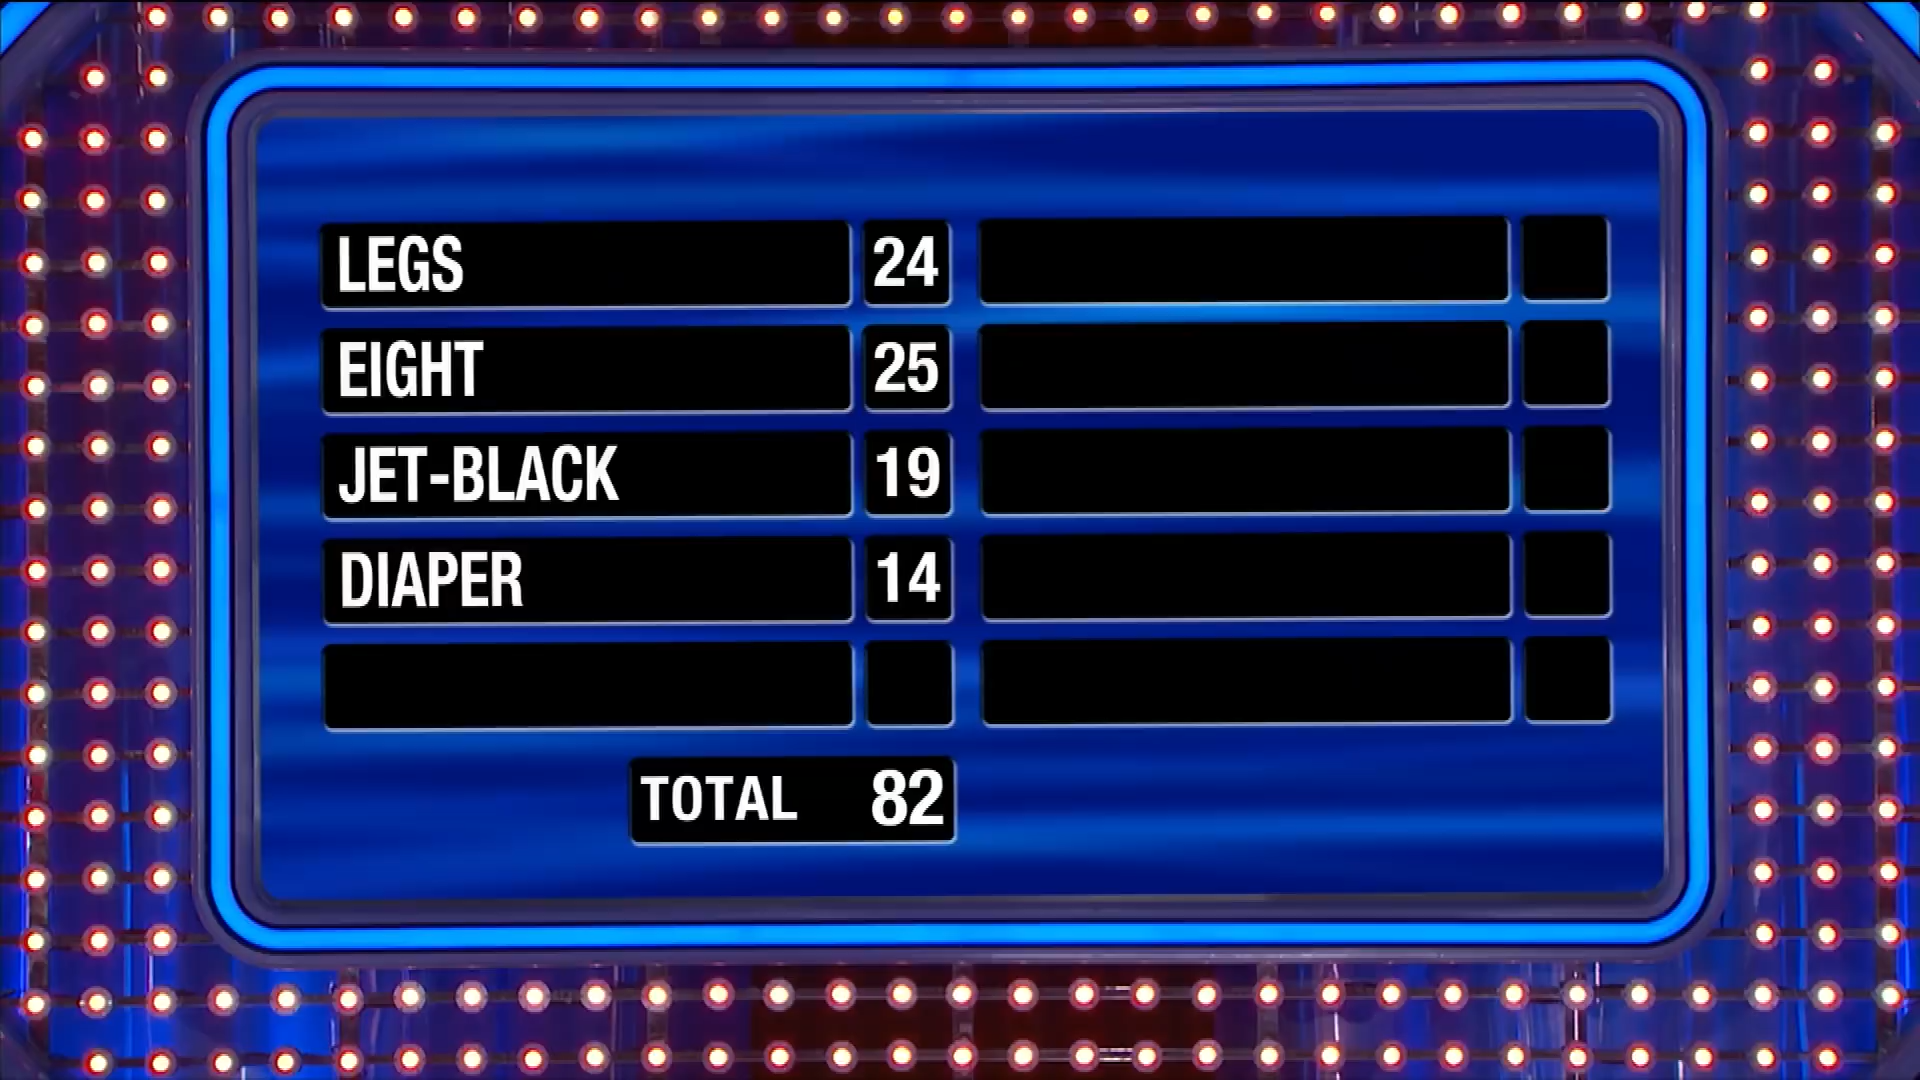 LEGS 24
EIGHT 25
JET-BLACK 19
DIAPER 14
TOTAL 82